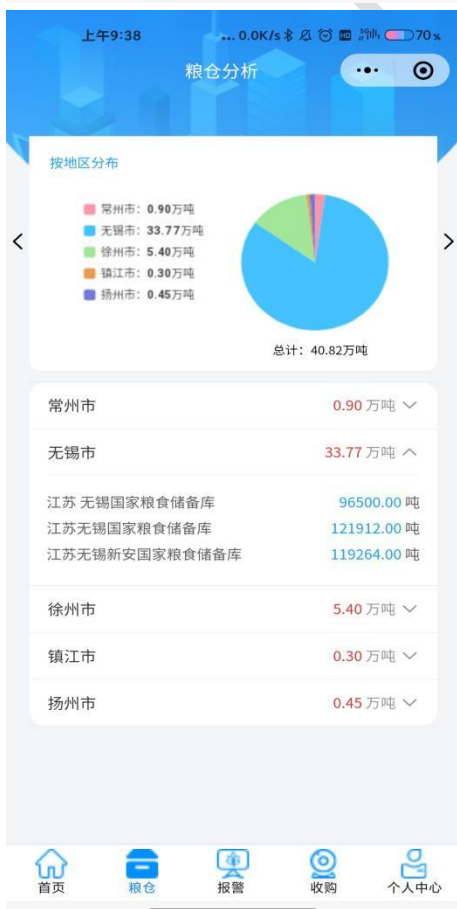 上午9:38 ... 0.0K/s HD 5G 70%
粮仓分析
按地区分布
常州市：0.90万吨
无锡市：33.77万吨
徐州市：5.40万吨
镇江市：0.30万吨
扬州市：0.45万吨
总计：40.82万吨
常州市 0.90 万吨
无锡市 33.77 万吨
江苏 无锡国家粮食储备库 96500.00 吨
江苏无锡国家粮食储备库 121912.00 吨
江苏无锡新安国家粮食储备库 119264.00 吨
徐州市 5.40 万吨
镇江市 0.30 万吨
扬州市 0.45 万吨
首页 粮仓 报警 收购 个人中心